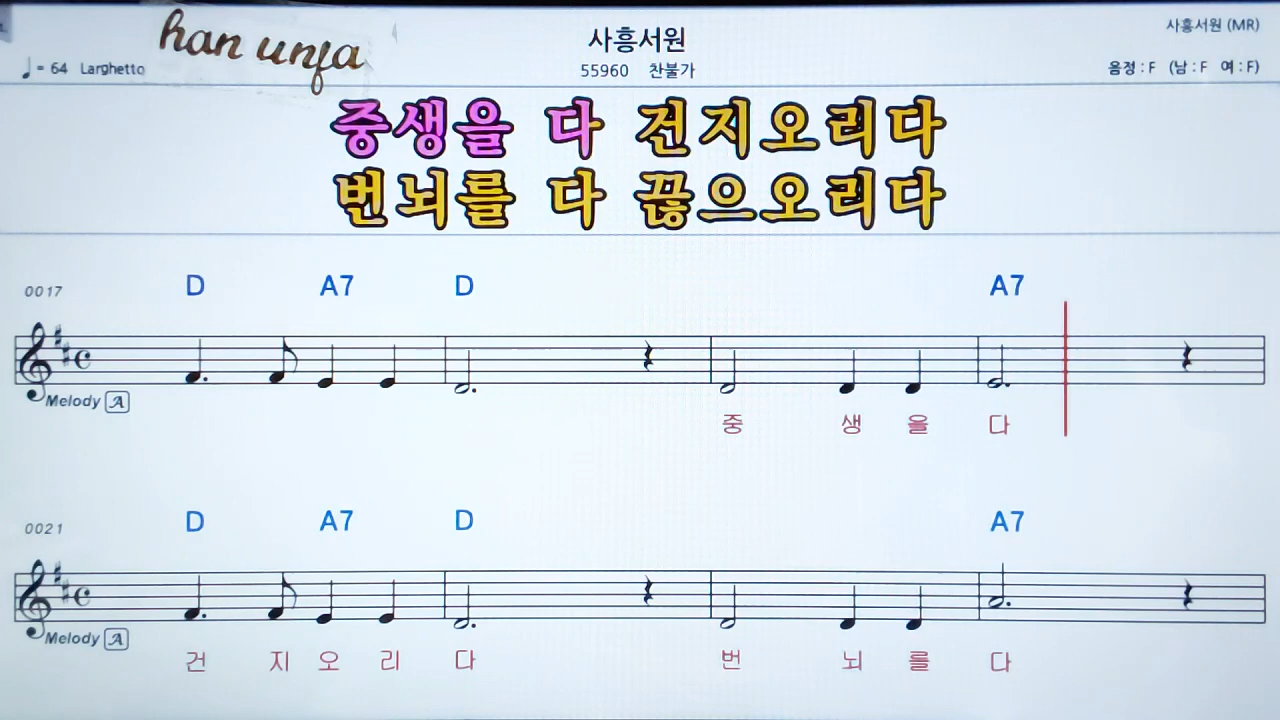 han unfa
사흥서원
사흥서원 (MR)
♩= 64 Larghetto
55960 찬불가
음정 : F (남 : F 여 : F)
중생을 다 건지오리다
번뇌를 다 끊으오리다
0017
D A7 D A7
Melody A
중 생 을 다
0021
D A7 D A7
Melody A
건 지 오 리 다 번 뇌 를 다